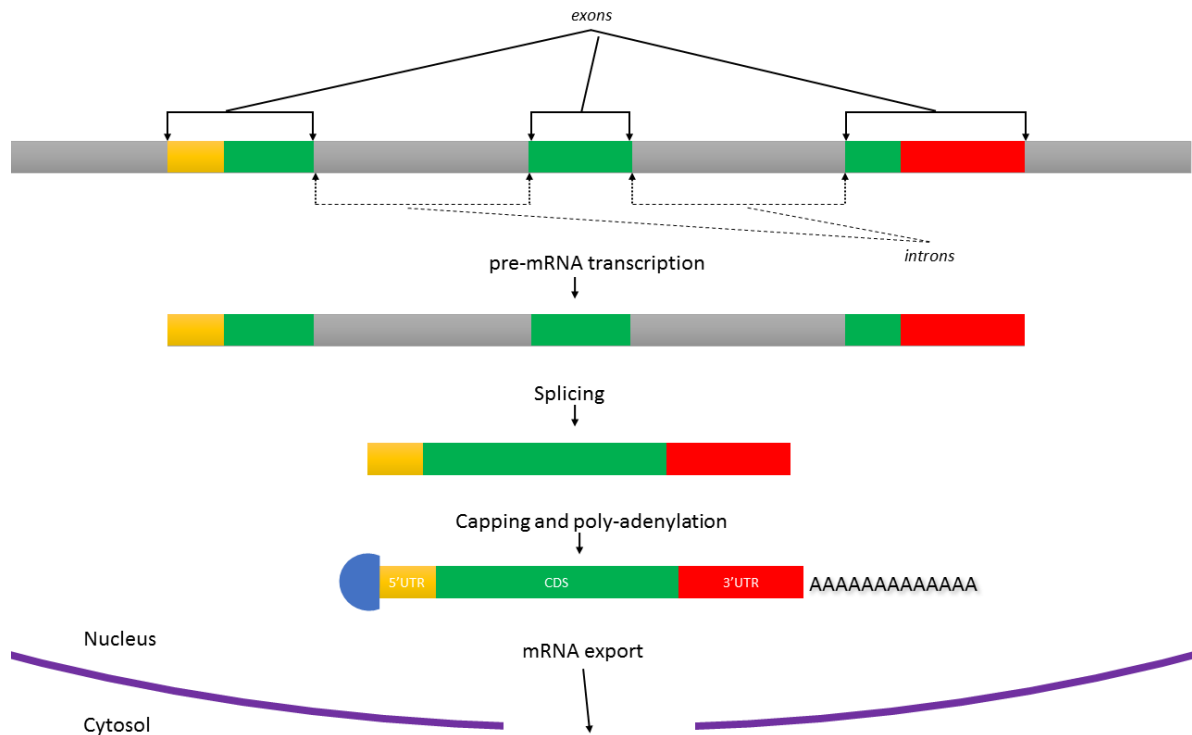 exons
introns
pre-mRNA transcription
Splicing
Capping and poly-adenylation
5'UTR CDS 3'UTR AAAAAAAAAAAAA
Nucleus
mRNA export
Cytosol